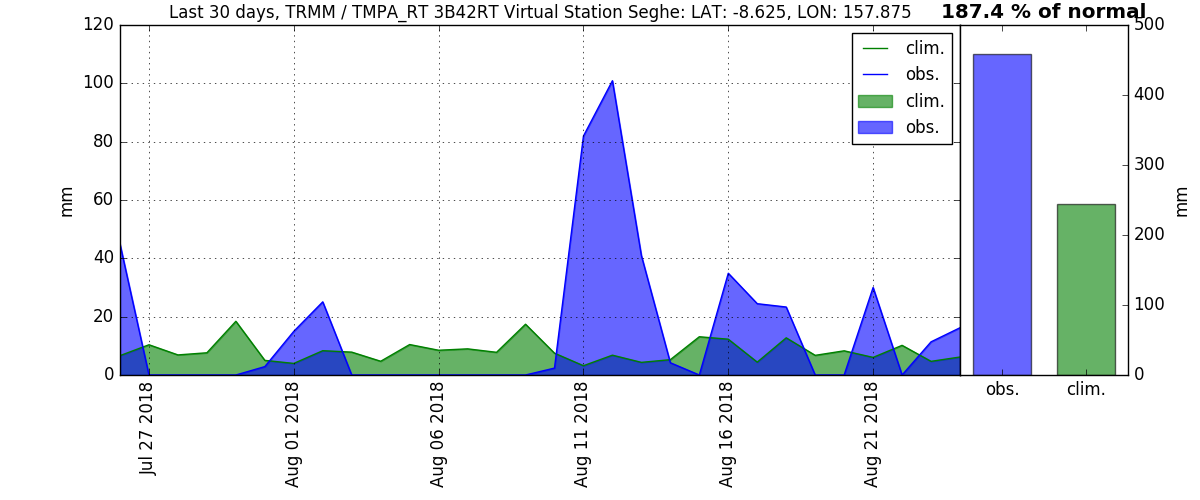 Last 30 days, TRMM / TMPA_RT 3B42RT Virtual Station Seghe: LAT: -8.625, LON: 157.875
187.4 % of normal
120
100
80
60
40
20
0
mm
clim.
obs.
clim.
obs.
Jul 27 2018
Aug 01 2018
Aug 06 2018
Aug 11 2018
Aug 16 2018
Aug 21 2018
500
400
300
200
100
0
mm
obs.
clim.